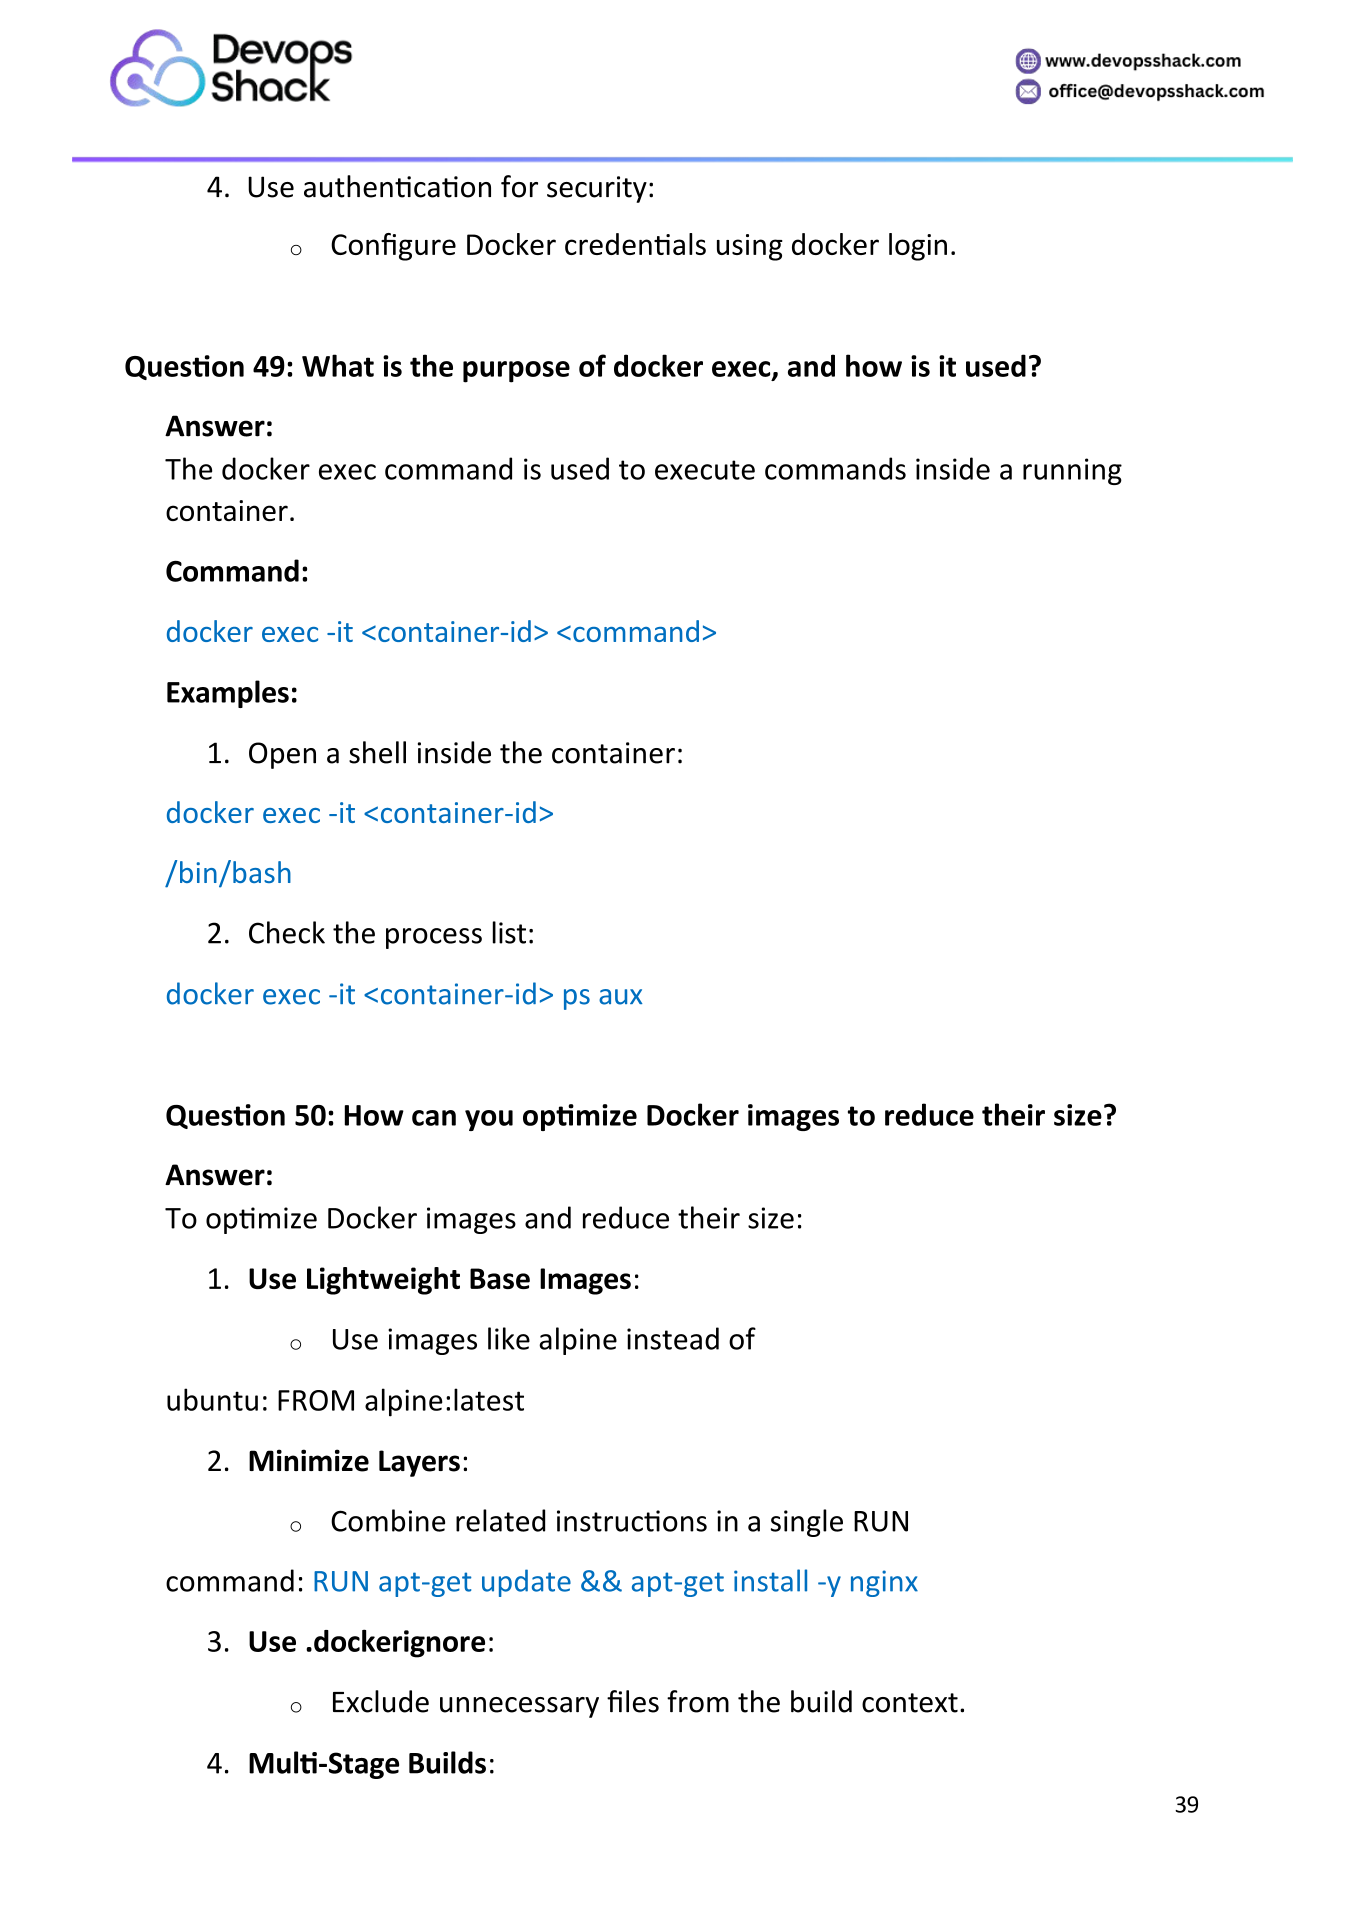 Devops
Shack
www.devopsshack.com
office@devopsshack.com
4. Use authentication for security:
o Configure Docker credentials using docker login.
Question 49: What is the purpose of docker exec, and how is it used?
Answer:
The docker exec command is used to execute commands inside a running
container.
Command:
docker exec -it <container-id> <command>
Examples:
1. Open a shell inside the container:
docker exec -it <container-id>
/bin/bash
2. Check the process list:
docker exec -it <container-id> ps aux
Question 50: How can you optimize Docker images to reduce their size?
Answer:
To optimize Docker images and reduce their size:
1. Use Lightweight Base Images:
o Use images like alpine instead of
ubuntu: FROM alpine:latest
2. Minimize Layers:
o Combine related instructions in a single RUN
command: RUN apt-get update && apt-get install -y nginx
3. Use .dockerignore:
o Exclude unnecessary files from the build context.
4. Multi-Stage Builds:
39